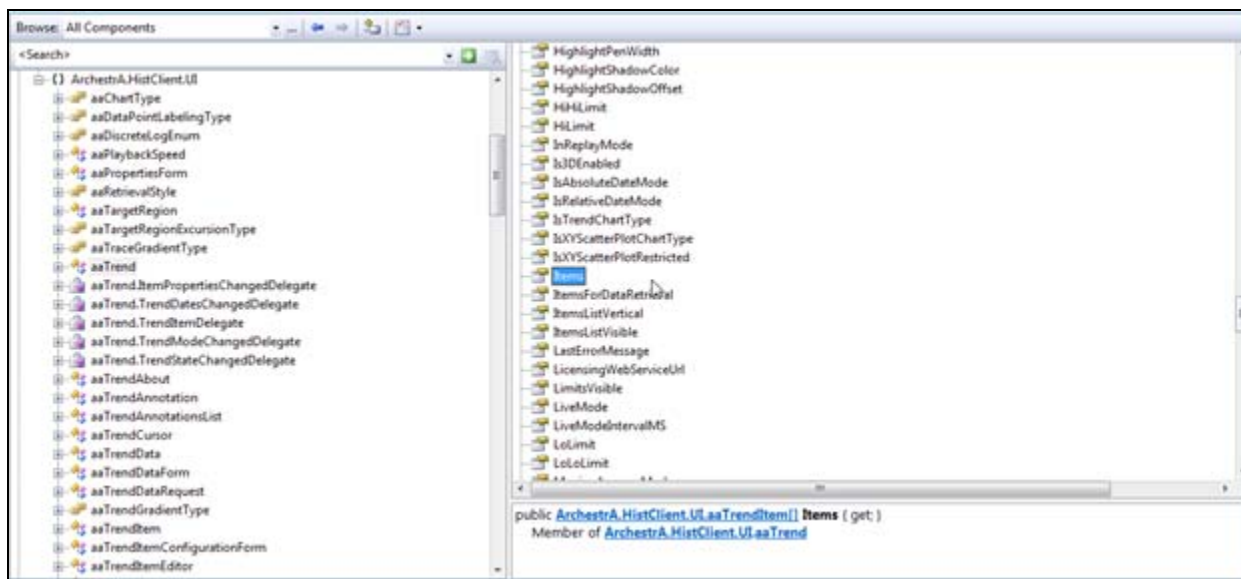 Browse: All Components
<Search>
{} ArchestrA.HistClient.UI
aaChartType
aaDataPointLabelingType
aaDiscreteLogEnum
aaPlaybackSpeed
aaPropertiesForm
aaRetrievalStyle
aaTargetRegion
aaTargetRegionExcursionType
aaTraceGradientType
aaTrend
aaTrend.ItemPropertiesChangedDelegate
aaTrend.TrendDatesChangedDelegate
aaTrend.TrendItemDelegate
aaTrend.TrendModeChangedDelegate
aaTrend.TrendStateChangedDelegate
aaTrendAbout
aaTrendAnnotation
aaTrendAnnotationsList
aaTrendCursor
aaTrendData
aaTrendDataForm
aaTrendDataRequest
aaTrendGradientType
aaTrendItem
aaTrendItemConfigurationForm
aaTrendItemEditor
HighlightPenWidth
HighlightShadowColor
HighlightShadowOffset
HiHiLimit
HiLimit
InReplayMode
Is3DEnabled
IsAbsoluteDateMode
IsRelativeDateMode
IsTrendChartType
IsXYScatterPlotChartType
IsXYScatterPlotRestricted
Items
ItemsForDataRetrieval
ItemsListVertical
ItemsListVisible
LastErrorMessage
LicensingWebServiceUrl
LimitsVisible
LiveMode
LiveModeIntervalMS
LoLimit
LoLoLimit
public ArchestrA.HistClient.UI.aaTrendItem[] Items { get; }
Member of ArchestrA.HistClient.UI.aaTrend